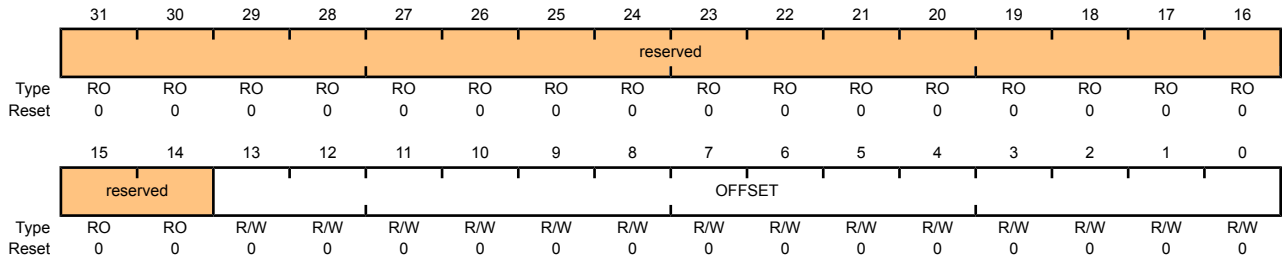 31 30 29 28 27 26 25 24 23 22 21 20 19 18 17 16
reserved
Type RO RO RO RO RO RO RO RO RO RO RO RO RO RO RO RO
Reset 0 0 0 0 0 0 0 0 0 0 0 0 0 0 0 0
15 14 13 12 11 10 9 8 7 6 5 4 3 2 1 0
reserved OFFSET
Type RO RO R/W R/W R/W R/W R/W R/W R/W R/W R/W R/W R/W R/W R/W R/W
Reset 0 0 0 0 0 0 0 0 0 0 0 0 0 0 0 0